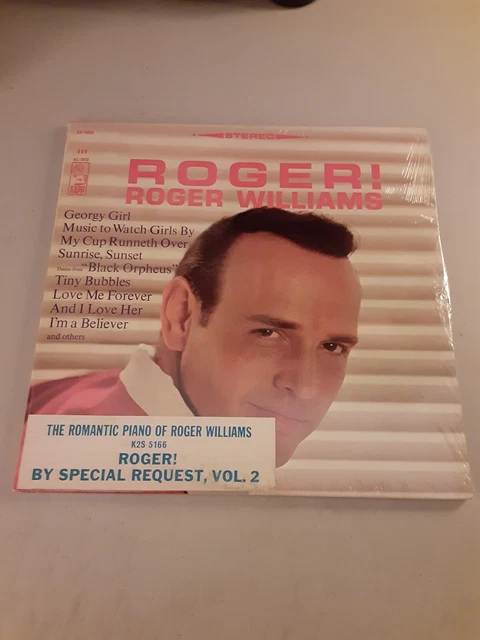 STEREO
ROGER!
ROGER WILLIAMS
Georgy Girl
Music to Watch Girls By
My Cup Runneth Over
Sunrise, Sunset
Theme from "Black Orpheus"
Tiny Bubbles
Love Me Forever
And I Love Her
I'm a Believer
and others
THE ROMANTIC PIANO OF ROGER WILLIAMS
K2S 5166
ROGER!
BY SPECIAL REQUEST, VOL. 2